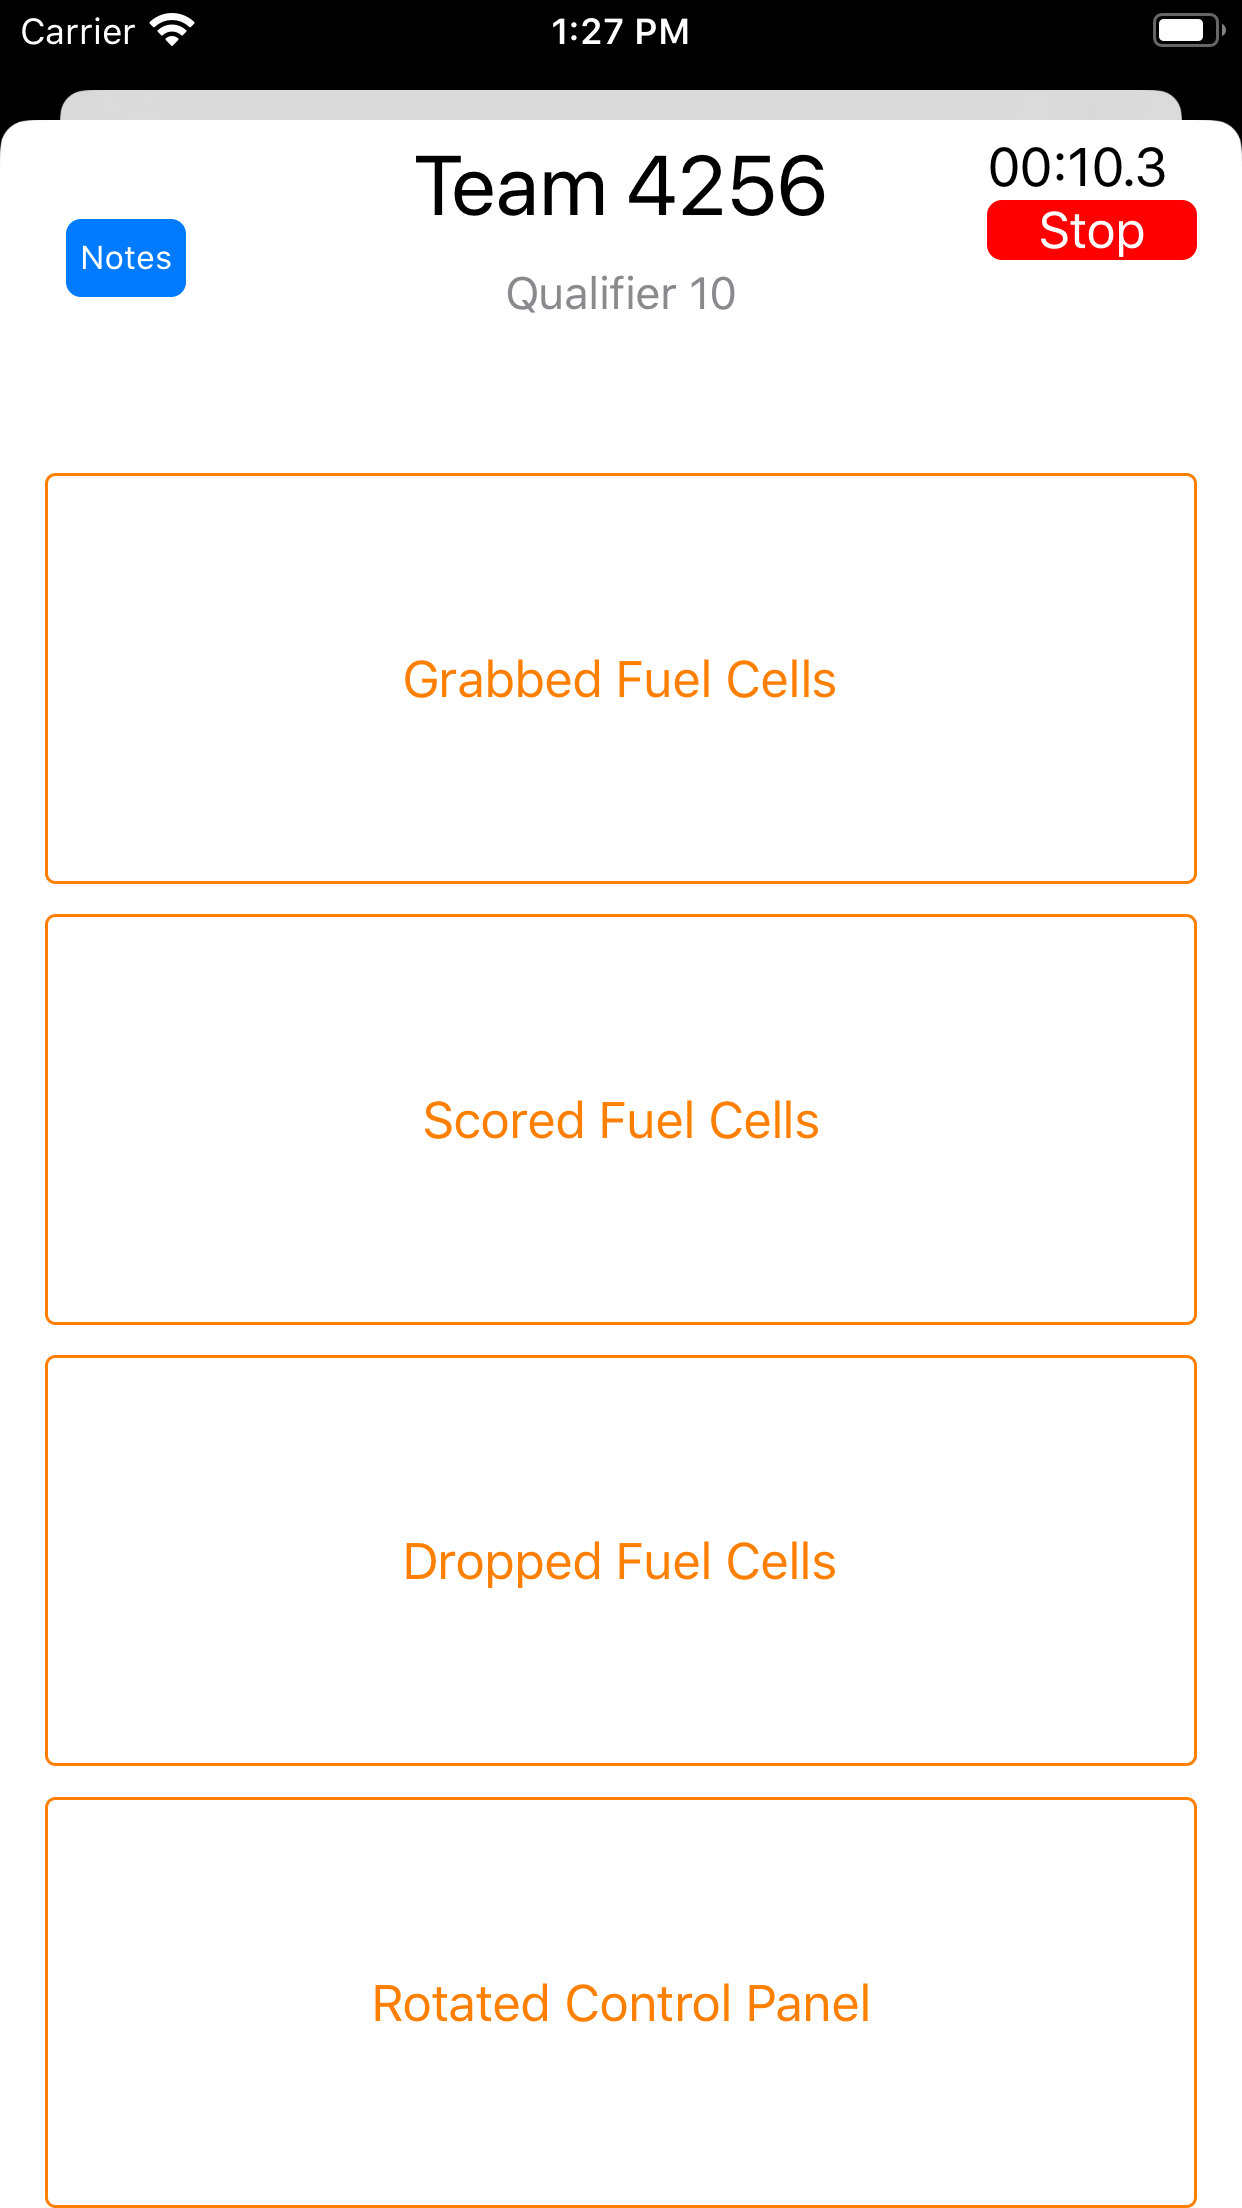 Carrier 1:27 PM
Team 4256
00:10.3
Stop
Notes
Qualifier 10
Grabbed Fuel Cells
Scored Fuel Cells
Dropped Fuel Cells
Rotated Control Panel